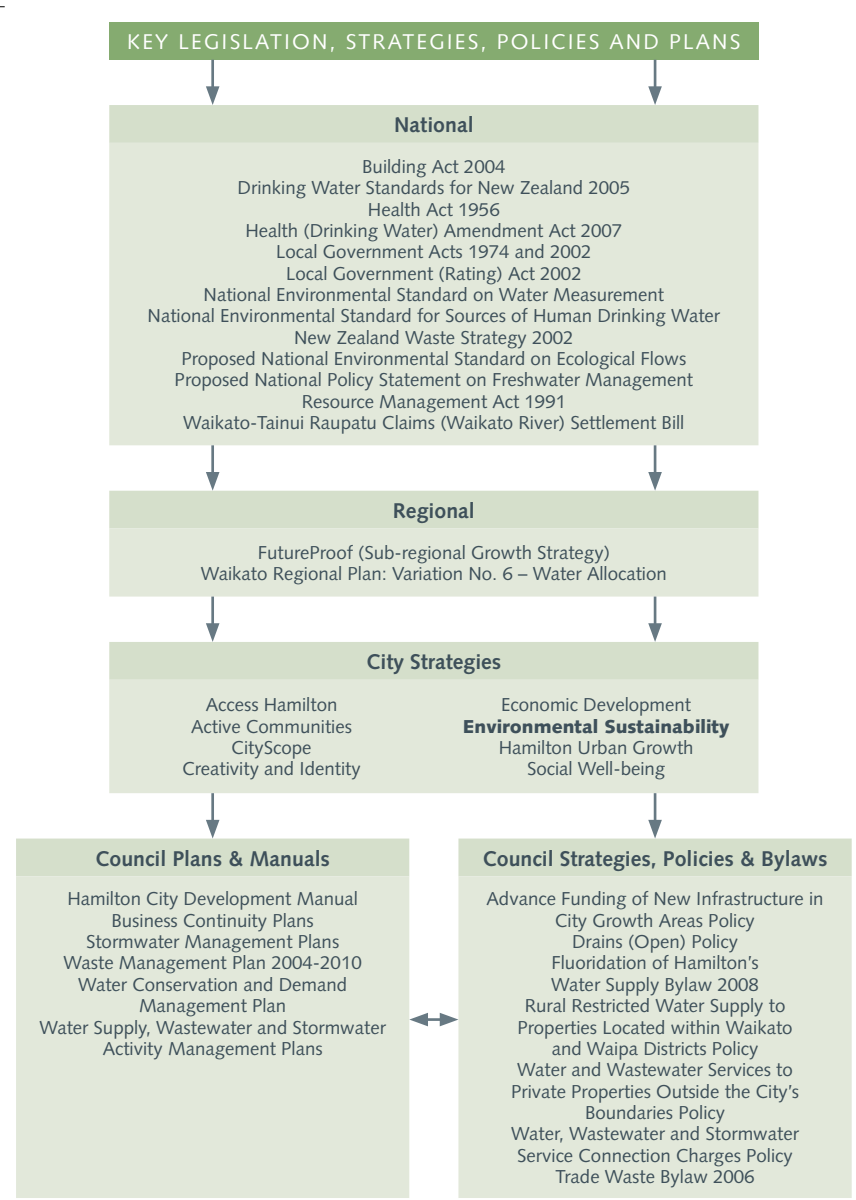 KEY LEGISLATION, STRATEGIES, POLICIES AND PLANS
National
Building Act 2004
Drinking Water Standards for New Zealand 2005
Health Act 1956
Health (Drinking Water) Amendment Act 2007
Local Government Acts 1974 and 2002
Local Government (Rating) Act 2002
National Environmental Standard on Water Measurement
National Environmental Standard for Sources of Human Drinking Water
New Zealand Waste Strategy 2002
Proposed National Environmental Standard on Ecological Flows
Proposed National Policy Statement on Freshwater Management
Resource Management Act 1991
Waikato-Tainui Raupatu Claims (Waikato River) Settlement Bill
Regional
FutureProof (Sub-regional Growth Strategy)
Waikato Regional Plan: Variation No. 6 – Water Allocation
City Strategies
Access Hamilton
Active Communities
CityScope
Creativity and Identity
Economic Development
Environmental Sustainability
Hamilton Urban Growth
Social Well-being
Council Plans & Manuals
Hamilton City Development Manual
Business Continuity Plans
Stormwater Management Plans
Waste Management Plan 2004-2010
Water Conservation and Demand
Management Plan
Water Supply, Wastewater and Stormwater
Activity Management Plans
Council Strategies, Policies & Bylaws
Advance Funding of New Infrastructure in
City Growth Areas Policy
Drains (Open) Policy
Fluoridation of Hamilton's
Water Supply Bylaw 2008
Rural Restricted Water Supply to
Properties Located within Waikato
and Waipa Districts Policy
Water and Wastewater Services to
Private Properties Outside the City's
Boundaries Policy
Water, Wastewater and Stormwater
Service Connection Charges Policy
Trade Waste Bylaw 2006